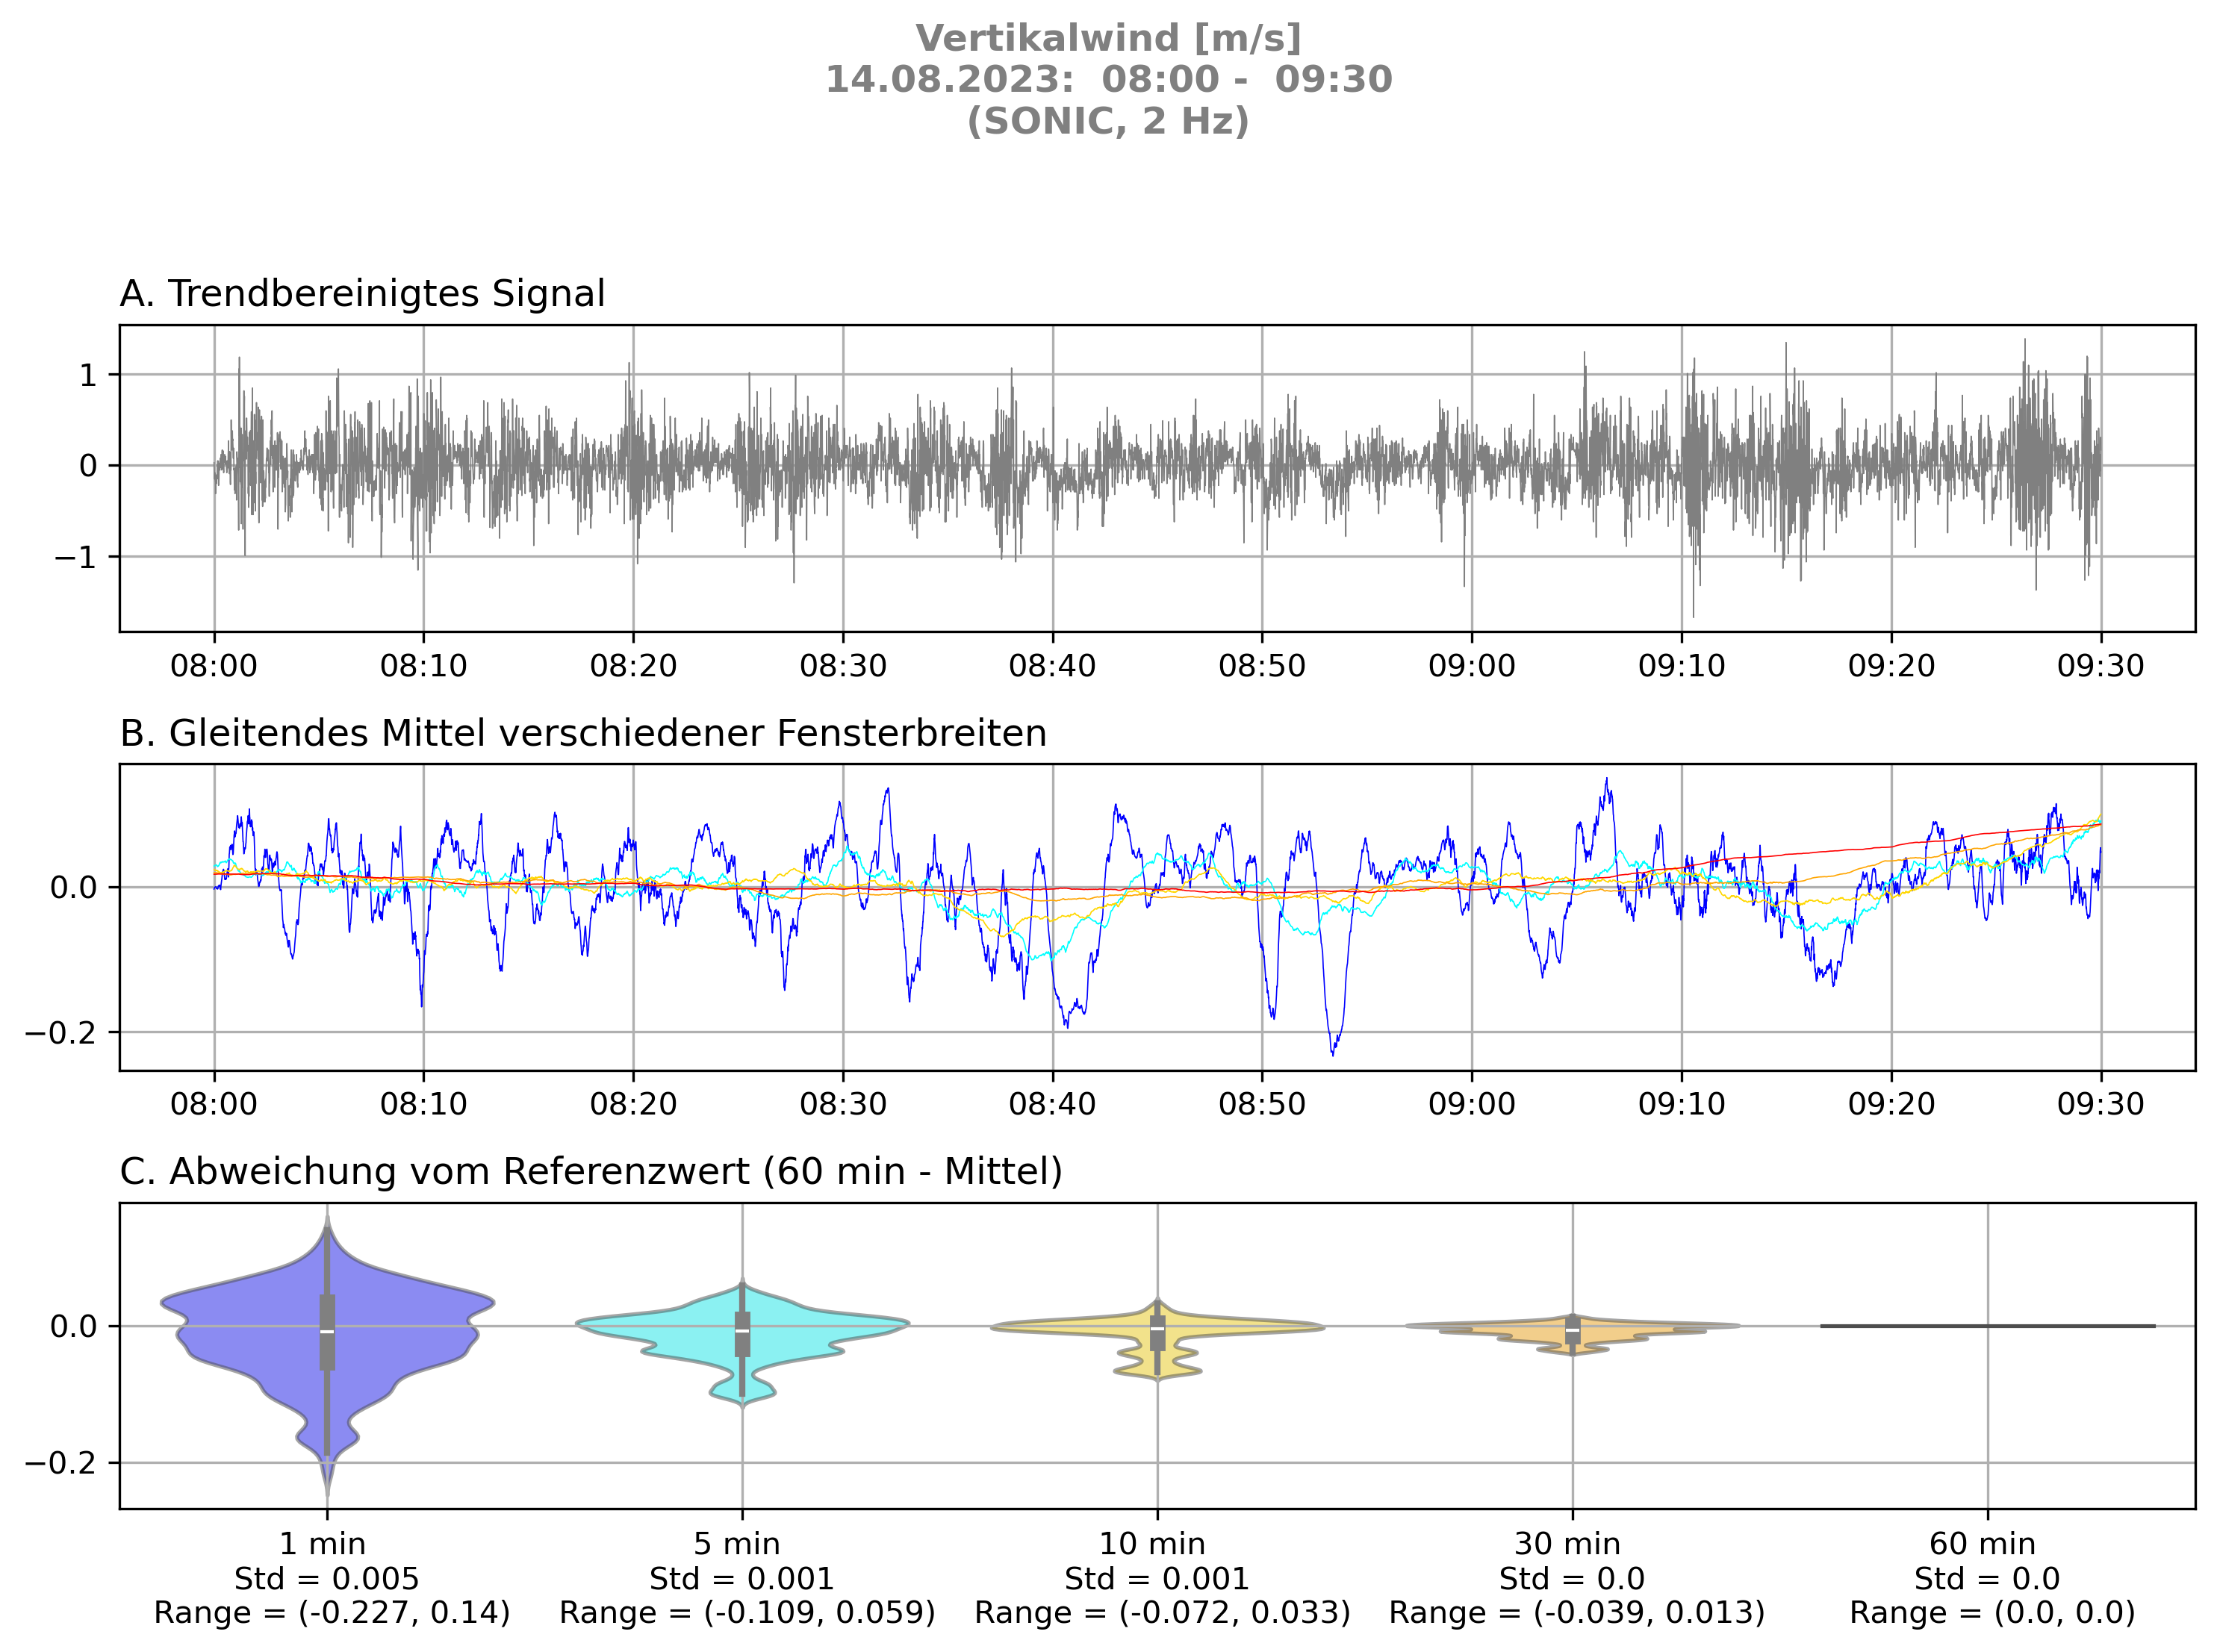 Vertikalwind [m/s]
14.08.2023:  08:00 -  09:30
(SONIC, 2 Hz)
A. Trendbereinigtes Signal
1
0
−1
08:00 08:10 08:20 08:30 08:40 08:50 09:00 09:10 09:20 09:30
B. Gleitendes Mittel verschiedener Fensterbreiten
0.0
−0.2
08:00 08:10 08:20 08:30 08:40 08:50 09:00 09:10 09:20 09:30
C. Abweichung vom Referenzwert (60 min - Mittel)
0.0
−0.2
1 min 5 min 10 min 30 min 60 min
Std = 0.005 Std = 0.001 Std = 0.001 Std = 0.0 Std = 0.0
Range = (-0.227, 0.14) Range = (-0.109, 0.059) Range = (-0.072, 0.033) Range = (-0.039, 0.013) Range = (0.0, 0.0)